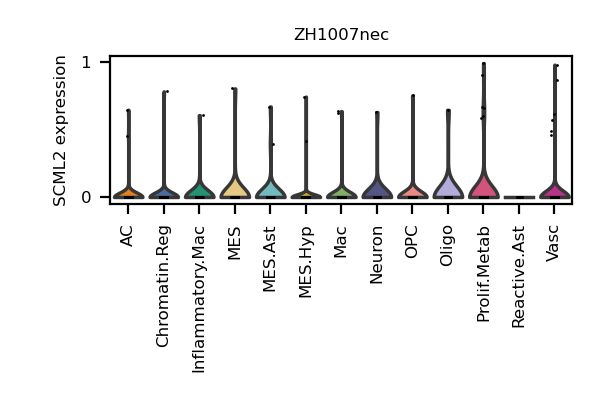 ZH1007nec
SCML2 expression
1
0
AC
Chromatin.Reg
Inflammatory.Mac
MES
MES.Ast
MES.Hyp
Mac
Neuron
OPC
Oligo
Prolif.Metab
Reactive.Ast
Vasc